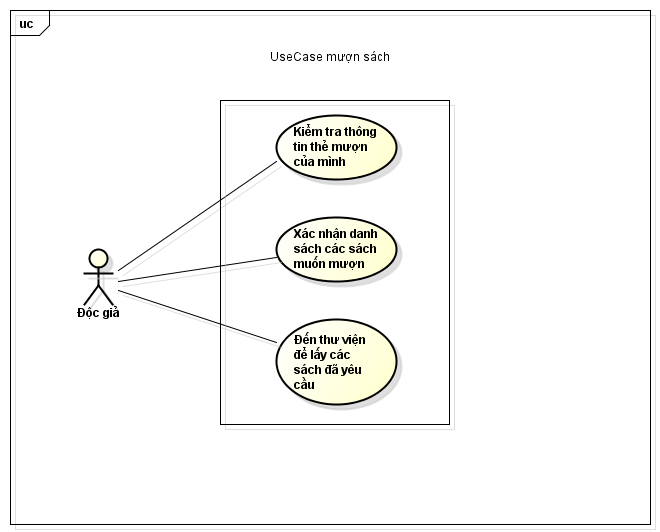 uc
UseCase mượn sách
Kiểm tra thông
tin thẻ mượn
của mình
Xác nhận danh
sách các sách
muốn mượn
Độc giả
Đến thư viện
để lấy các
sách đã yêu
cầu